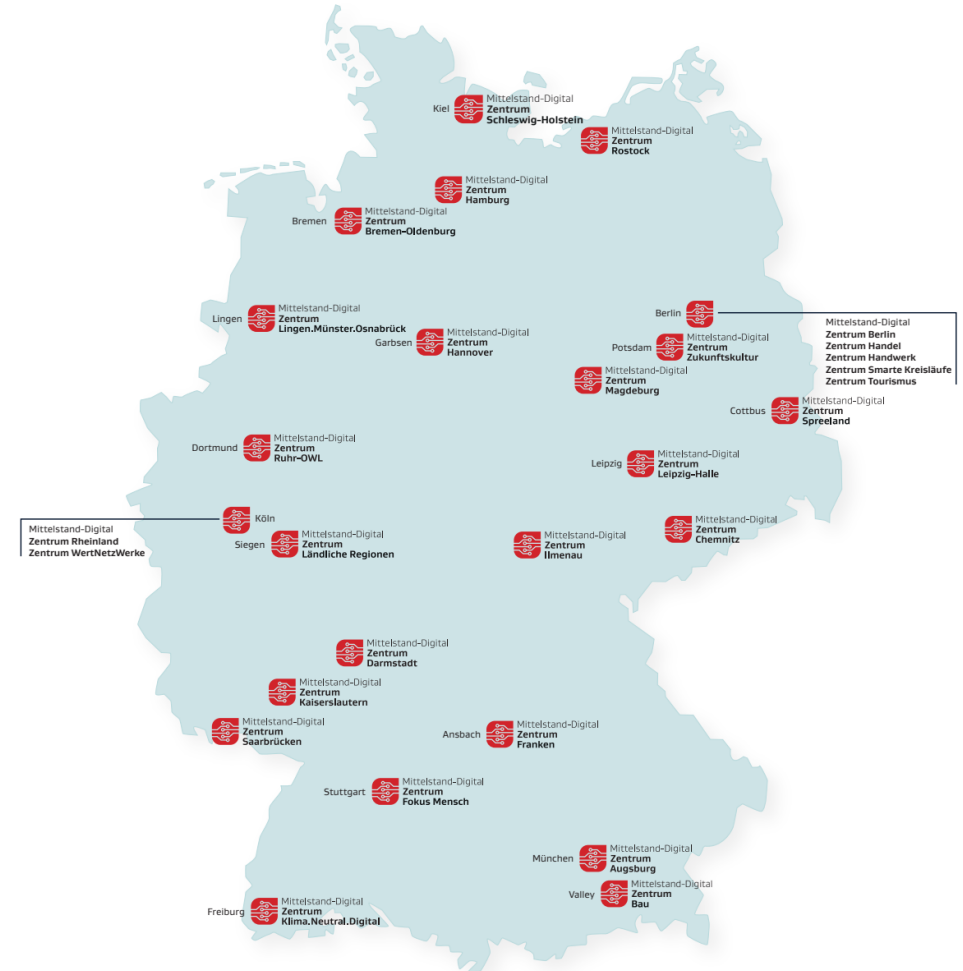 Kiel
Mittelstand-Digital
Zentrum
Schleswig-Holstein
Mittelstand-Digital
Zentrum
Rostock
Mittelstand-Digital
Zentrum
Hamburg
Bremen
Mittelstand-Digital
Zentrum
Bremen-Oldenburg
Lingen
Mittelstand-Digital
Zentrum
Lingen.Münster.Osnabrück
Garbsen
Mittelstand-Digital
Zentrum
Hannover
Berlin
Mittelstand-Digital
Zentrum Berlin
Zentrum Handel
Zentrum Handwerk
Zentrum Smarte Kreisläufe
Zentrum Tourismus
Potsdam
Mittelstand-Digital
Zentrum
Zukunftskultur
Mittelstand-Digital
Zentrum
Magdeburg
Cottbus
Mittelstand-Digital
Zentrum
Spreeland
Dortmund
Mittelstand-Digital
Zentrum
Ruhr-OWL
Leipzig
Mittelstand-Digital
Zentrum
Leipzig-Halle
Köln
Mittelstand-Digital
Zentrum Rheinland
Zentrum WertNetzWerke
Siegen
Mittelstand-Digital
Zentrum
Ländliche Regionen
Mittelstand-Digital
Zentrum
Ilmenau
Mittelstand-Digital
Zentrum
Chemnitz
Mittelstand-Digital
Zentrum
Darmstadt
Mittelstand-Digital
Zentrum
Kaiserslautern
Mittelstand-Digital
Zentrum
Saarbrücken
Ansbach
Mittelstand-Digital
Zentrum
Franken
Stuttgart
Mittelstand-Digital
Zentrum
Fokus Mensch
München
Mittelstand-Digital
Zentrum
Augsburg
Valley
Mittelstand-Digital
Zentrum
Bau
Freiburg
Mittelstand-Digital
Zentrum
Klima.Neutral.Digital